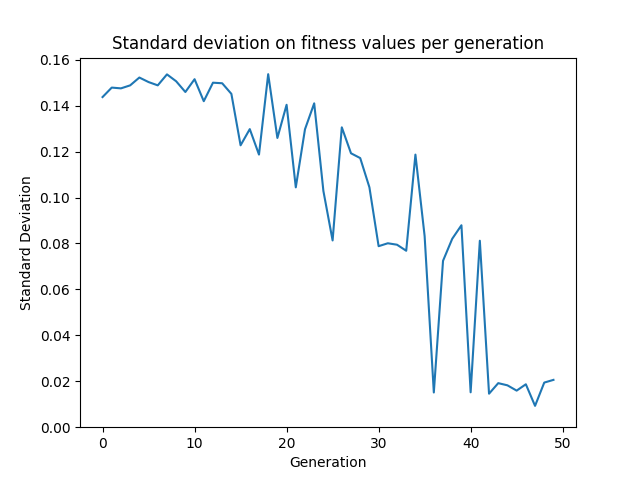 Standard deviation on fitness values per generation
0.16
0.14
0.12
0.10
0.08
0.06
0.04
0.02
0.00
Standard Deviation
0 10 20 30 40 50
Generation